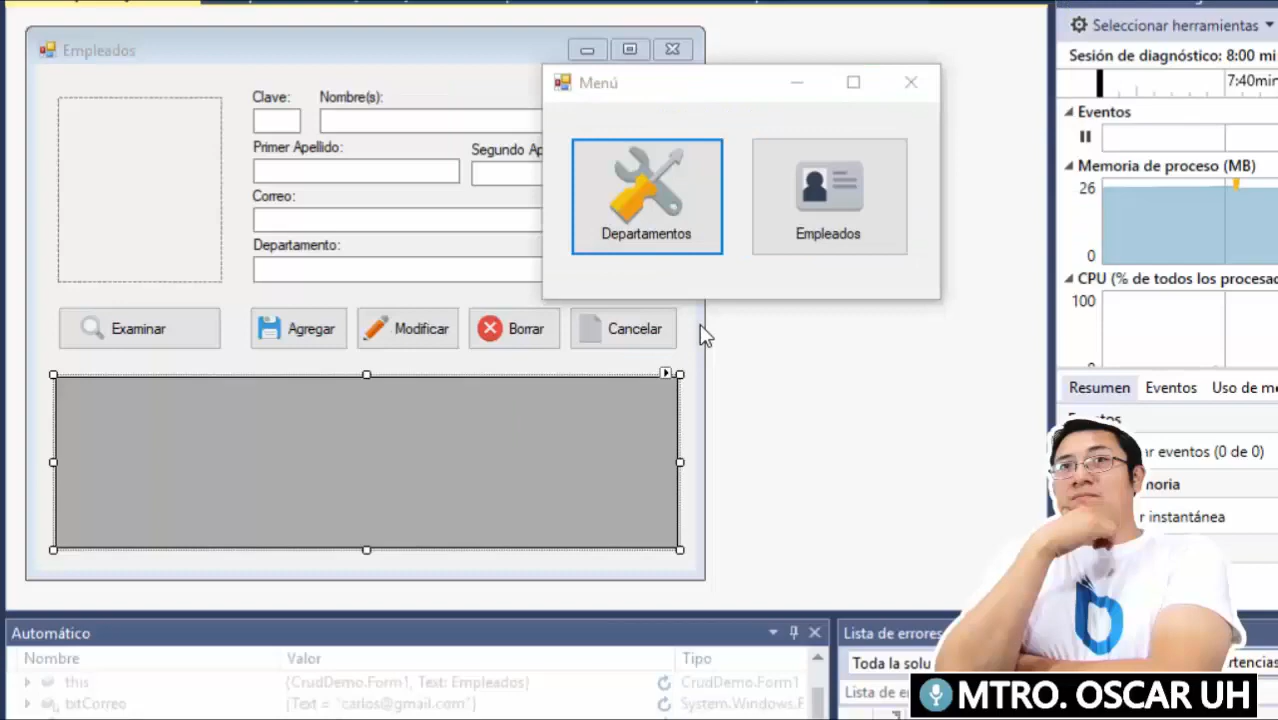 Empleados
Clave:
Nombre(s):
Primer Apellido:
Segundo Ap
Correo:
Departamento:
Examinar
Agregar
Modificar
Borrar
Cancelar
Menú
Departamentos
Empleados
Seleccionar herramientas
Sesión de diagnóstico: 8:00 mi
7:40min
Eventos
Memoria de proceso (MB)
26
0
CPU (% de todos los procesad
100
Resumen
Eventos
Uso de me
ar eventos (0 de 0)
moria
r instantánea
Automático
Nombre
Valor
Tipo
this
{CrudDemo.Form1, Text: Empleados}
CrudDemo.Form1
txtCorreo
{Text = "carlos@gmail.com"}
System.Windows.F
Lista de errores
Toda la solu
rtencias
Lista de er
MTRO. OSCAR UH